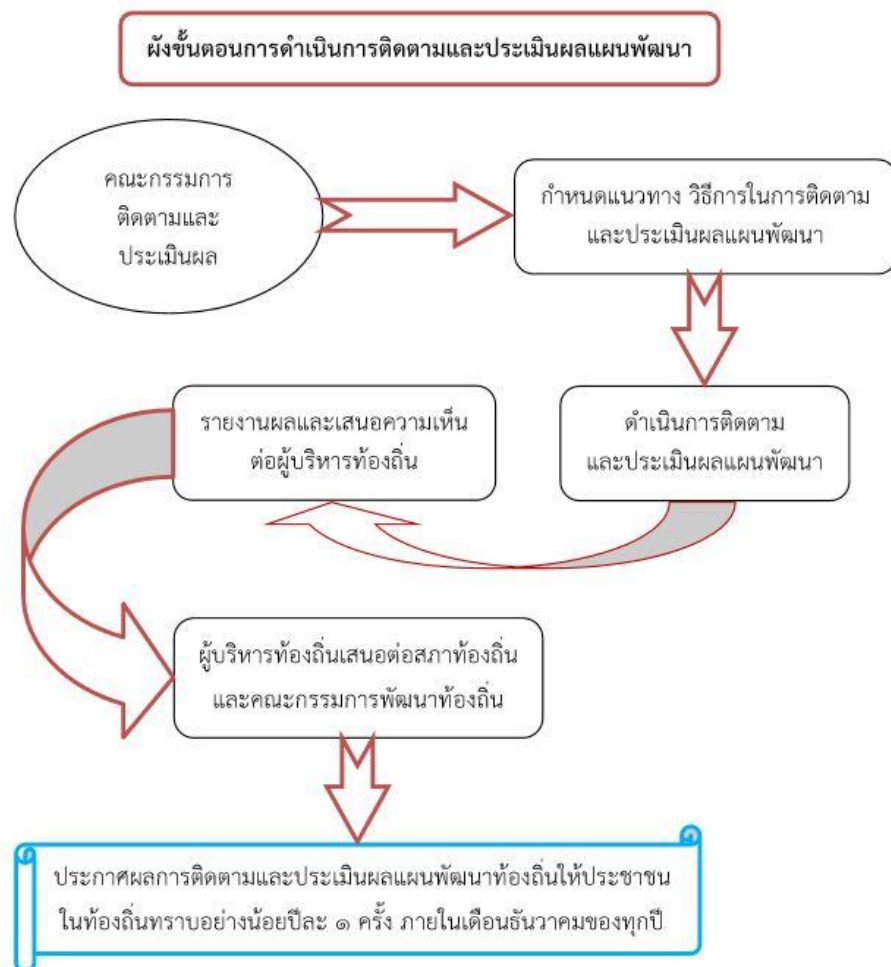 ผังขั้นตอนการดำเนินการติดตามและประเมินผลแผนพัฒนา
คณะกรรมการ
ติดตามและ
ประเมินผล
กำหนดแนวทาง วิธีการในการติดตาม
และประเมินผลแผนพัฒนา
ดำเนินการติดตาม
และประเมินผลแผนพัฒนา
รายงานผลและเสนอความเห็น
ต่อผู้บริหารท้องถิ่น
ผู้บริหารท้องถิ่นเสนอต่อสภาท้องถิ่น
และคณะกรรมการพัฒนาท้องถิ่น
ประกาศผลการติดตามและประเมินผลแผนพัฒนาท้องถิ่นให้ประชาชน
ในท้องถิ่นทราบอย่างน้อยปีละ ๑ ครั้ง ภายในเดือนธันวาคมของทุกปี